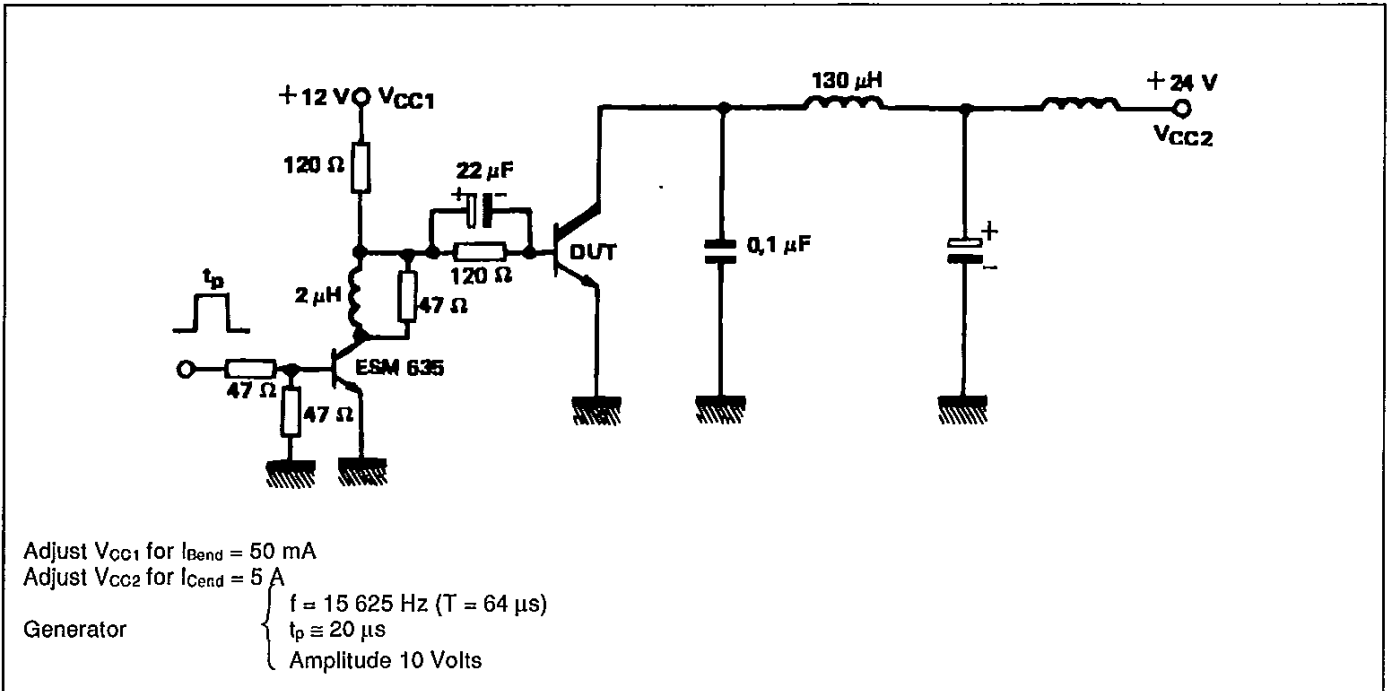 130 µH
+ 24 V
+ 12 V VCC1
VCC2
120 Ω
22 µF
+ -
DUT
0,1 µF
+
-
120 Ω
tp
2 µH
47 Ω
ESM 635
47 Ω
47 Ω
Adjust VCC1 for IBend = 50 mA
Adjust VCC2 for ICend = 5 A
f = 15 625 Hz (T = 64 µs)
Generator
tp ≅ 20 µs
Amplitude 10 Volts